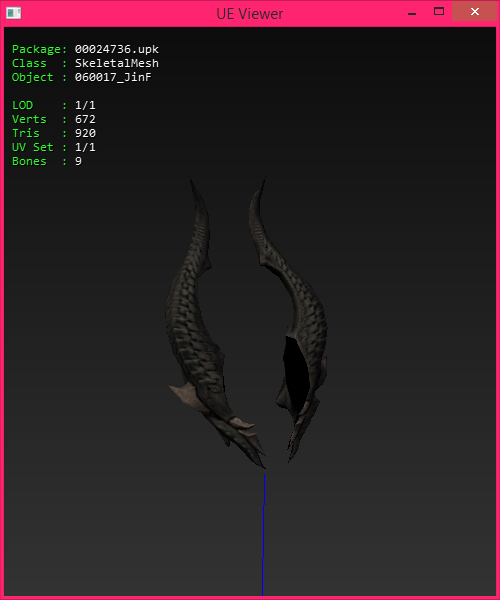 UE Viewer
Package: 00024736.upk
Class  : SkeletalMesh
Object : 060017_JinF
LOD    : 1/1
Verts  : 672
Tris   : 920
UV Set : 1/1
Bones  : 9